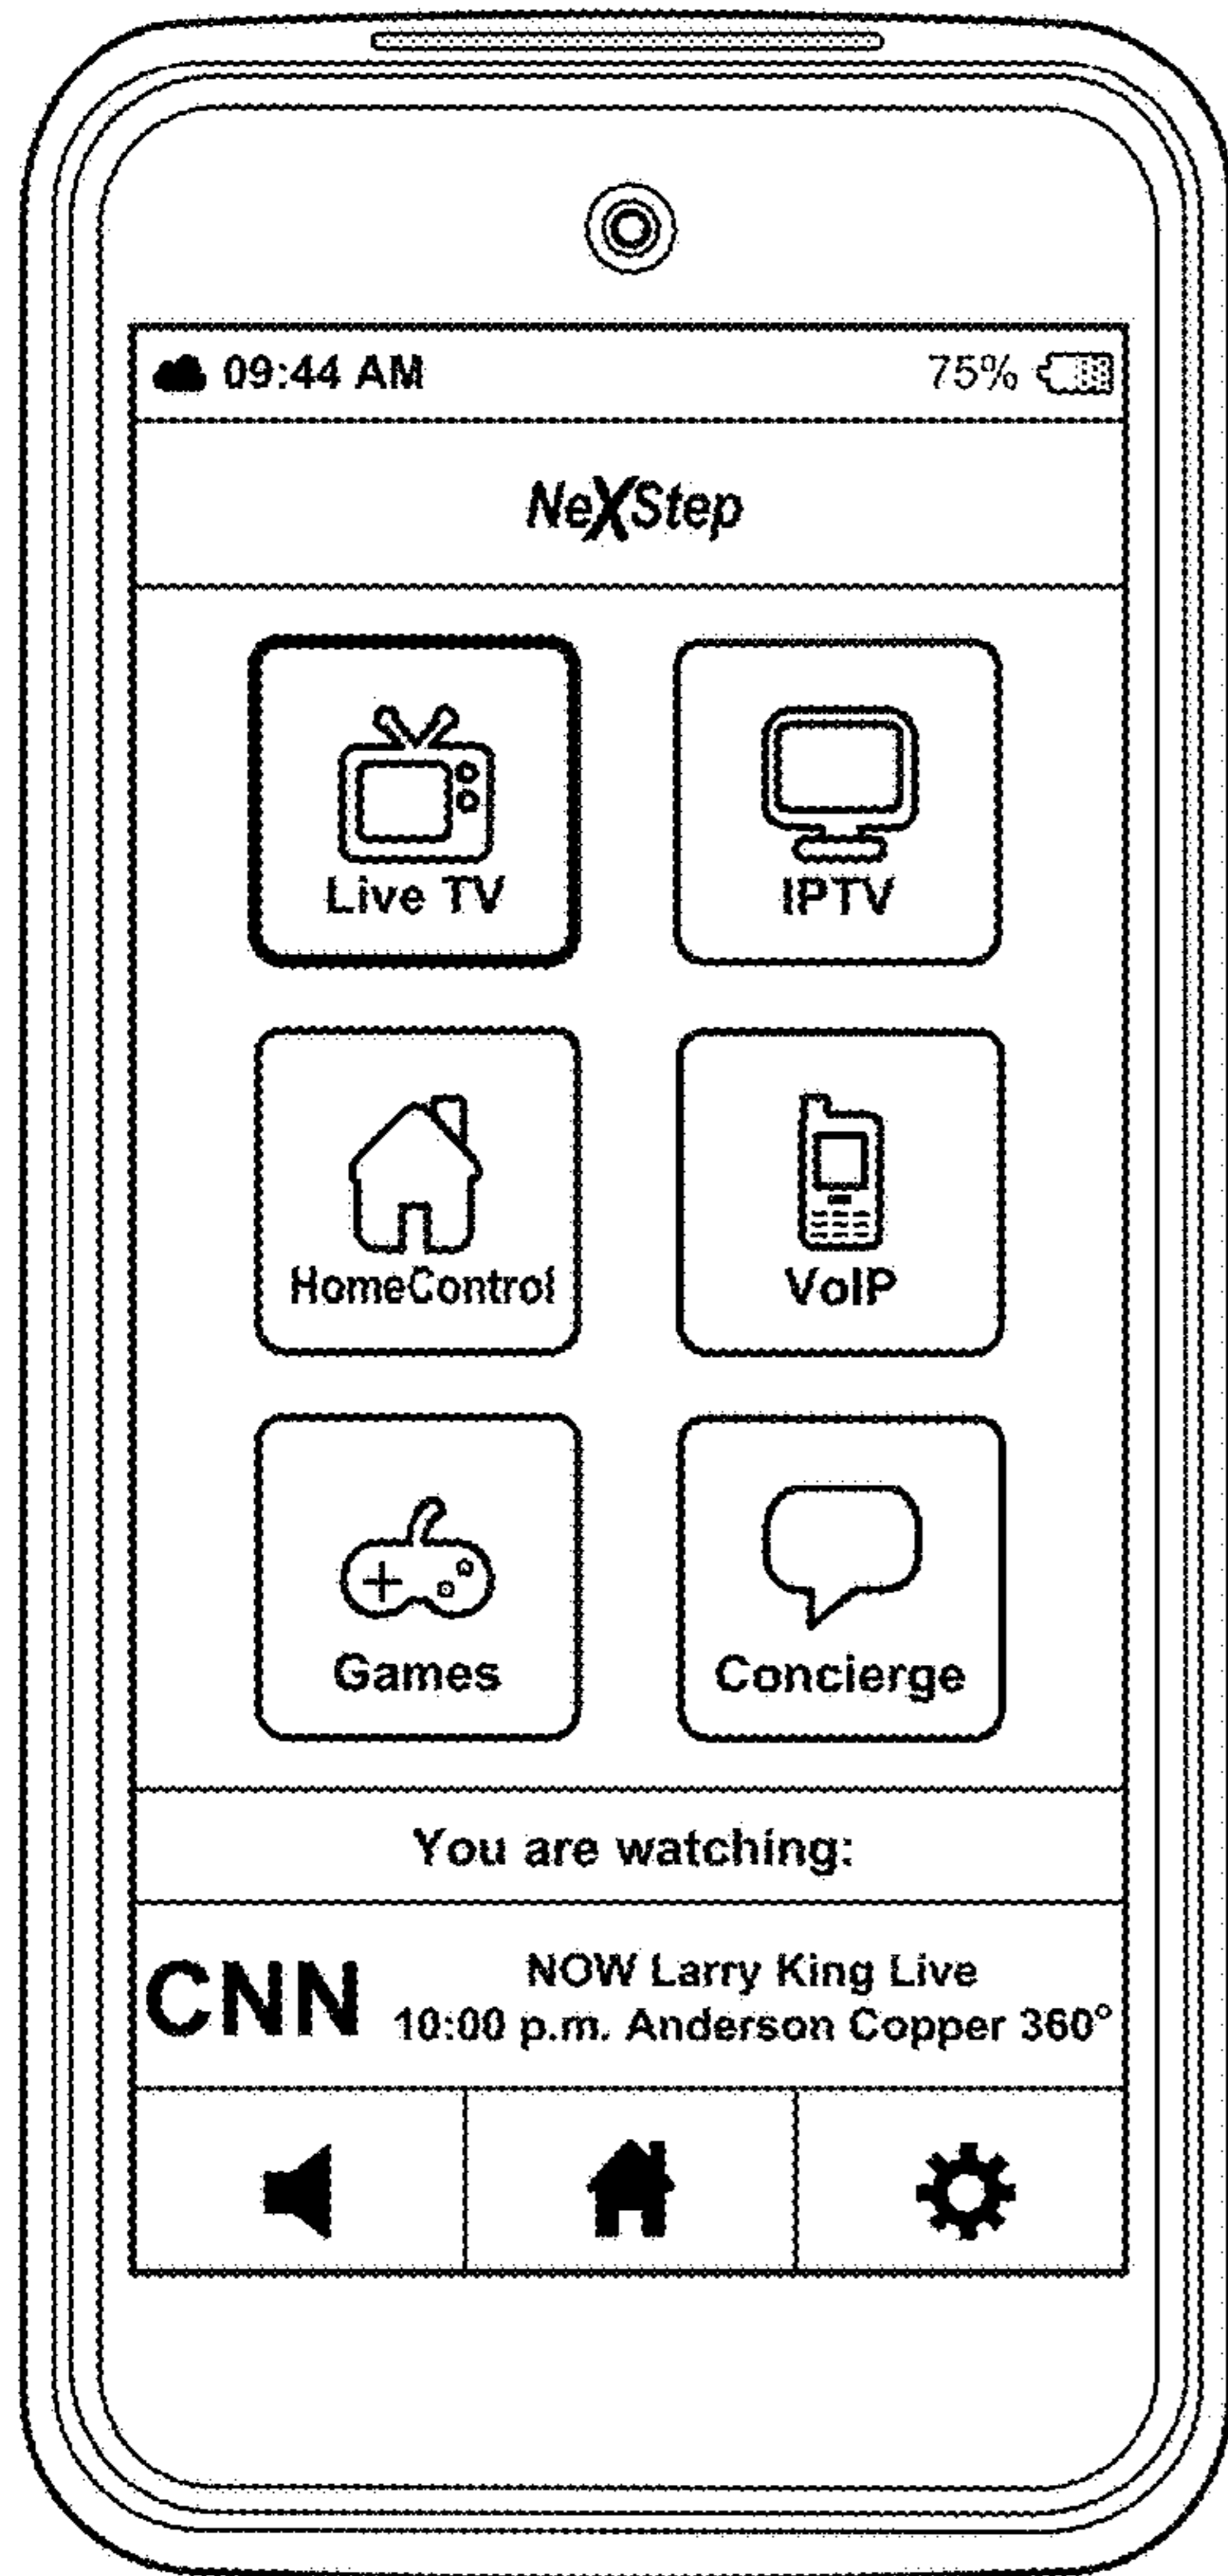 09:44 AM 75%
NeXStep
Live TV IPTV
HomeControl VoIP
Games Concierge
You are watching:
CNN NOW Larry King Live
10:00 p.m. Anderson Copper 360°